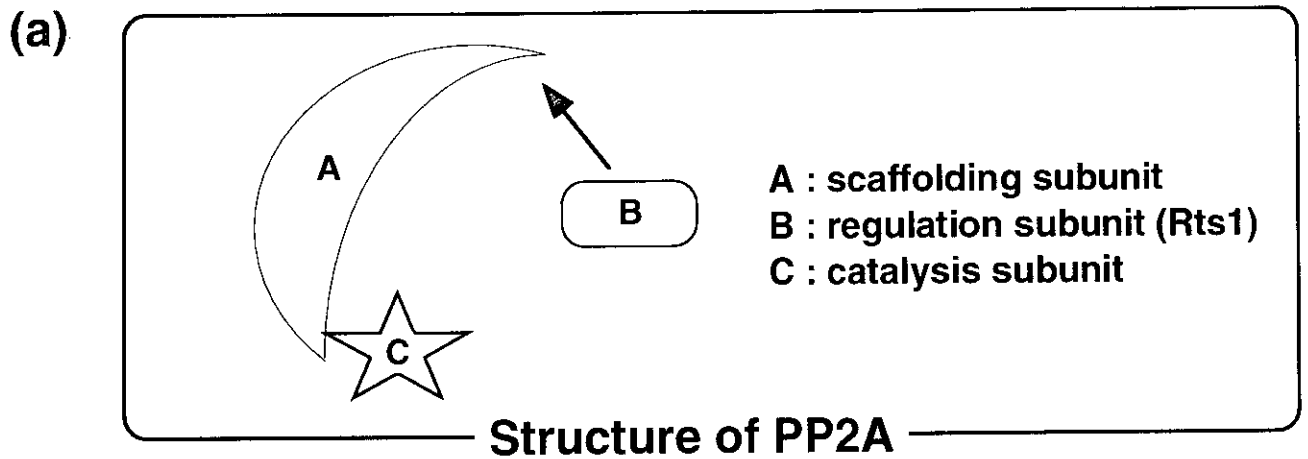 (a)
A
B
C
A : scaffolding subunit
B : regulation subunit (Rts1)
C : catalysis subunit
Structure of PP2A